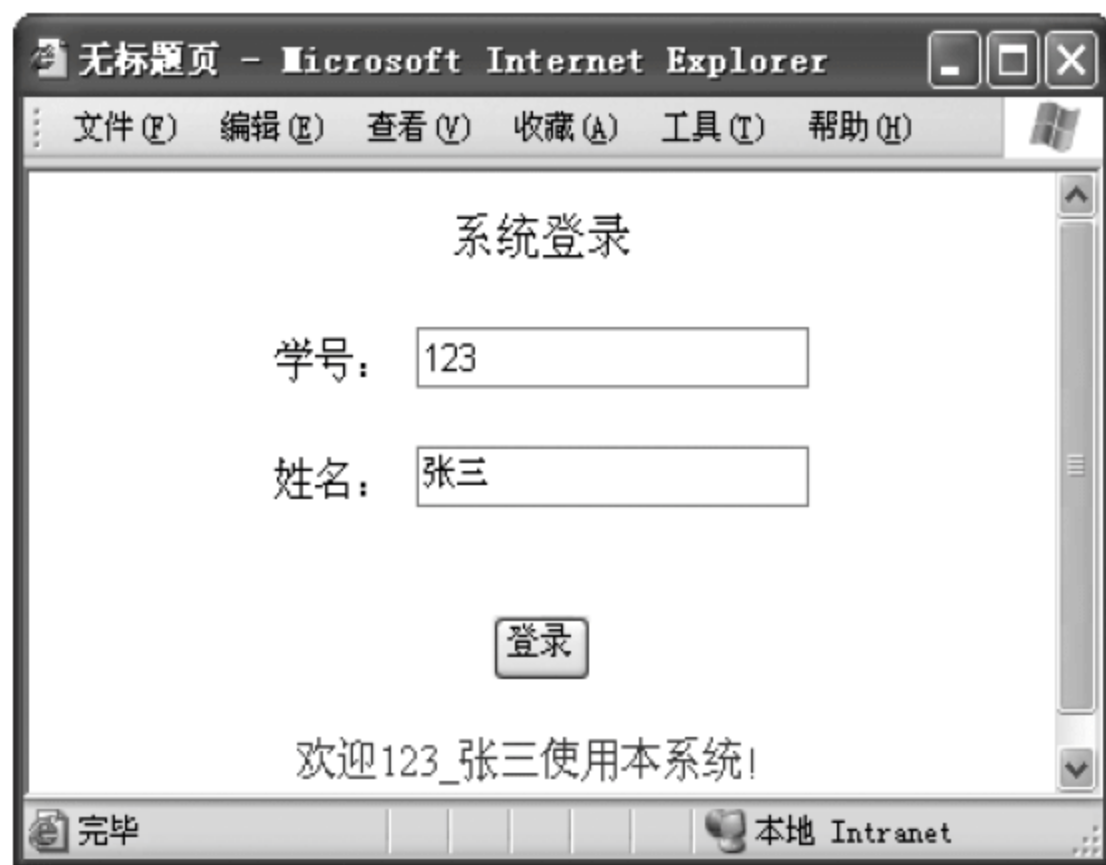 无标题页 - Microsoft Internet Explorer
文件(F) 编辑(E) 查看(V) 收藏(A) 工具(T) 帮助(H)
系统登录
学号： 123
姓名： 张三
登录
欢迎123_张三使用本系统!
完毕 本地 Intranet